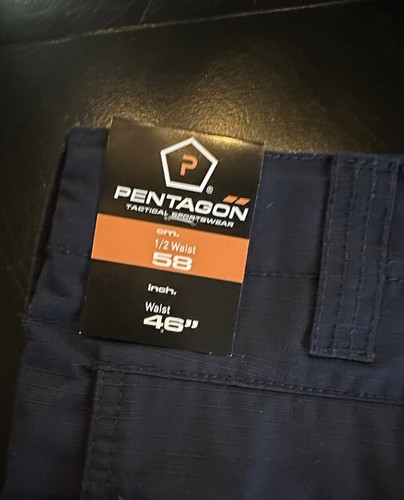 P
®
PENTAGON
TACTICAL SPORTSWEAR
cm.
1/2 Waist
58
Inch.
Waist
46"